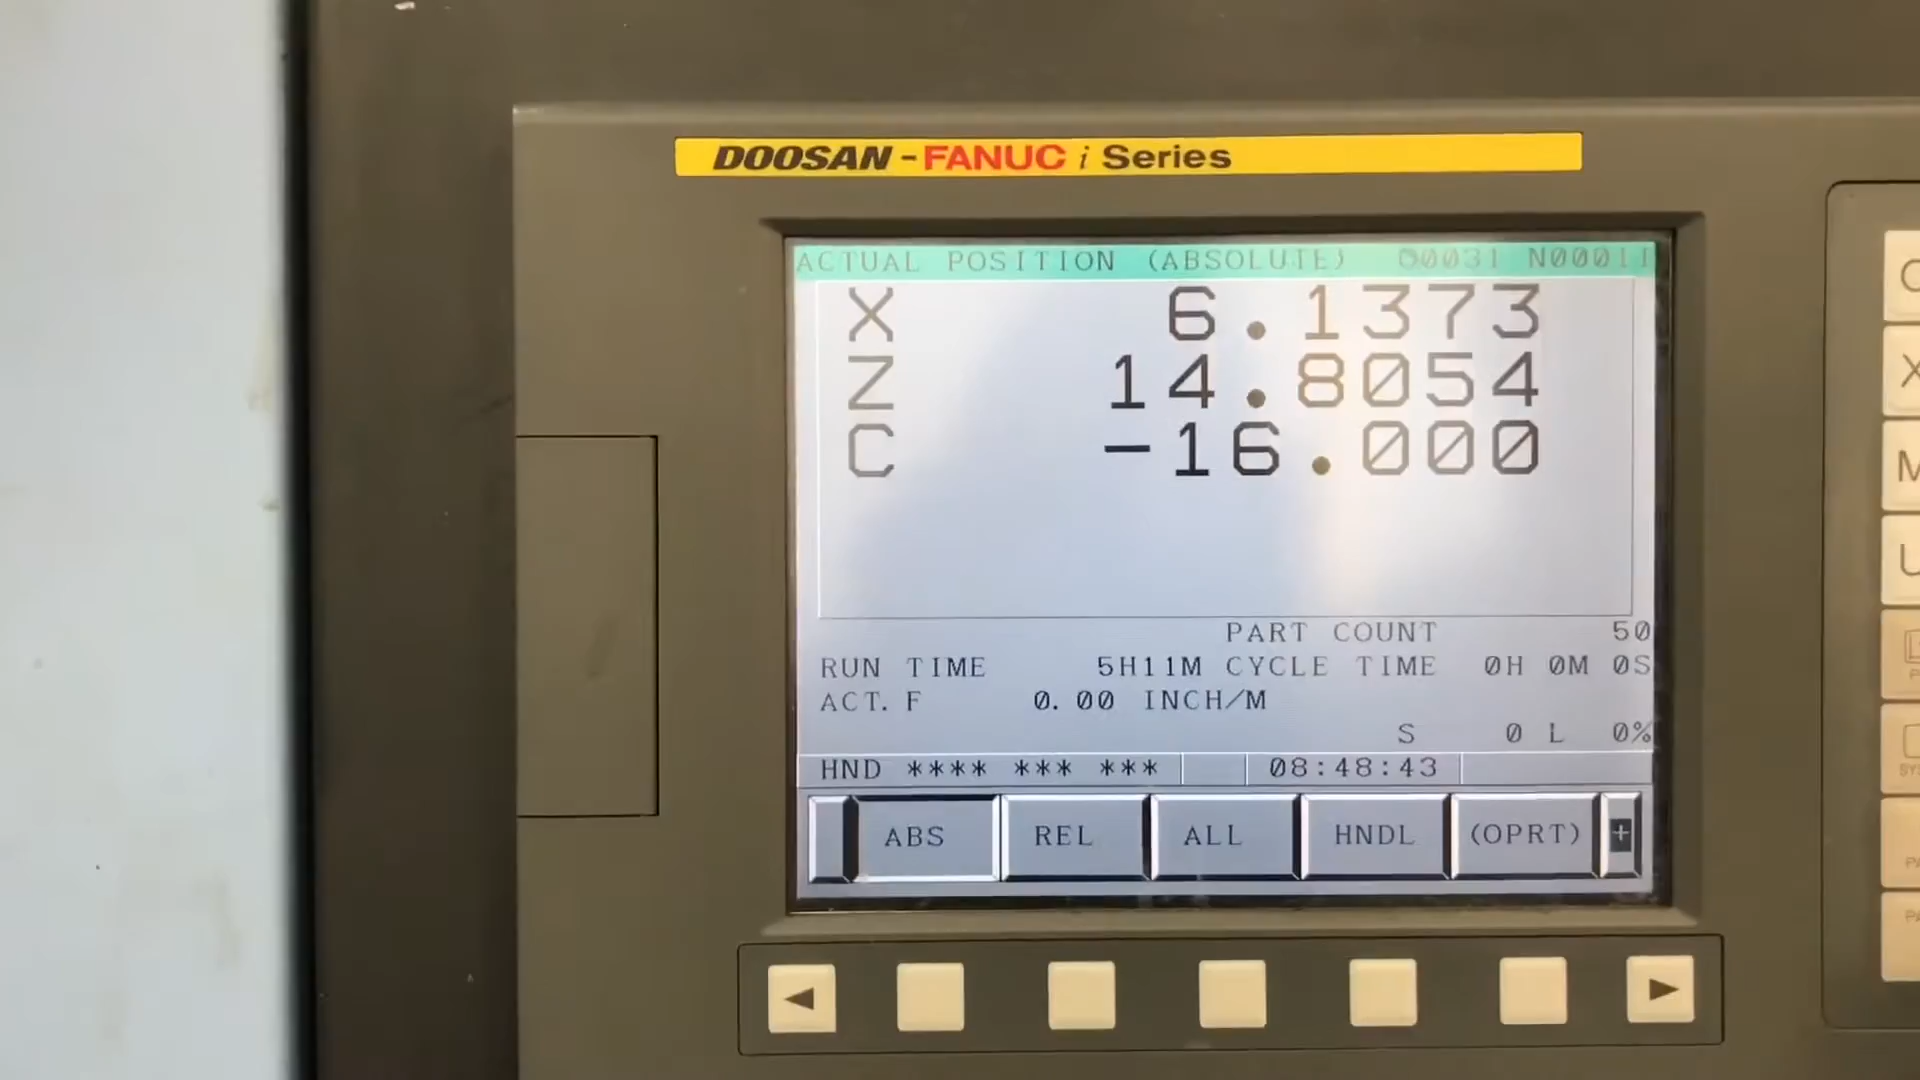 DOOSAN-FANUC i Series
ACTUAL POSITION (ABSOLUTE) O0031 N00011
X 6.1373
Z 14.8054
C -16.000
PART COUNT 50
RUN TIME 5H11M CYCLE TIME 0H 0M 0S
ACT. F 0.00 INCH/M
S 0 L 0%
HND **** *** *** 08:48:43
ABS REL ALL HNDL (OPRT) +